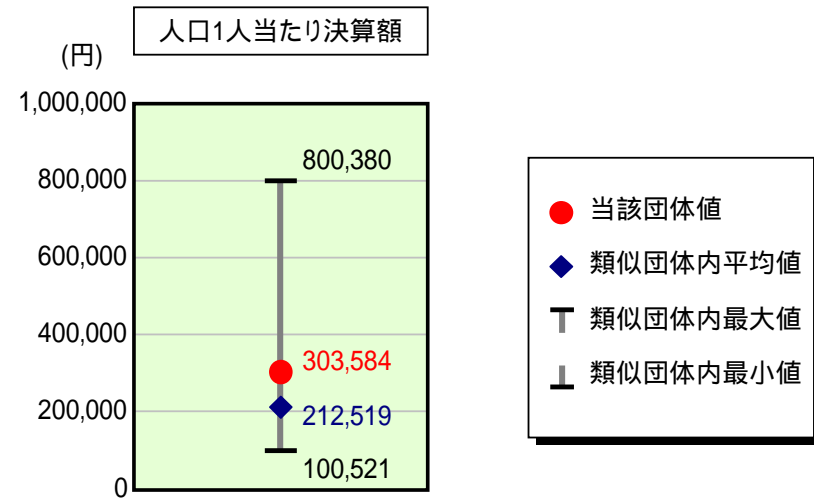 人口1人当たり決算額
(円)
1,000,000
800,000
600,000
400,000
200,000
0
800,380
303,584
212,519
100,521
当該団体値
類似団体内平均値
類似団体内最大値
類似団体内最小値